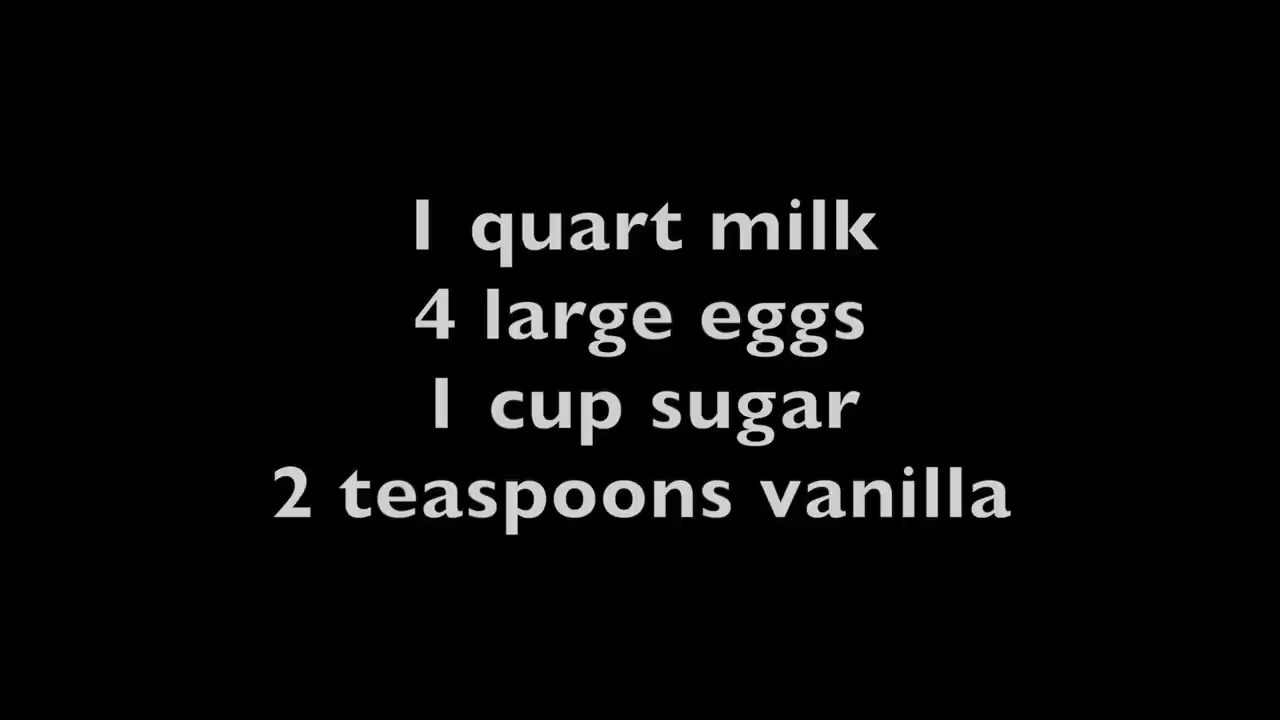 1 quart milk
4 large eggs
1 cup sugar
2 teaspoons vanilla